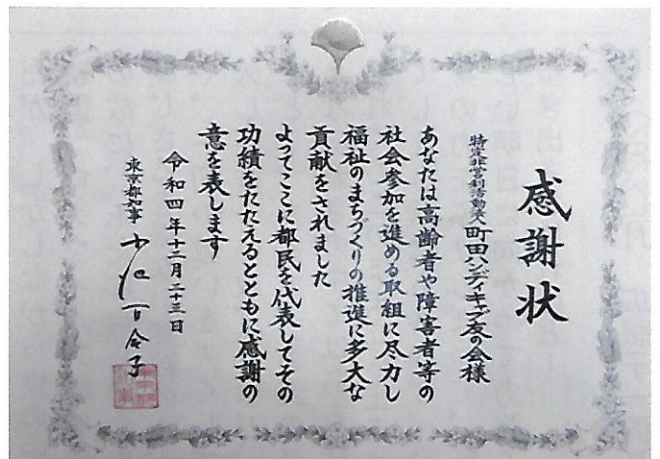 感謝状
特定非営利活動法人町田ハンディキャブ友の会様
あなたは高齢者や障害者等の
社会参加を進める取組に尽力し
福祉のまちづくりの推進に多大な
貢献をされました
よってここに都民を代表してその
功績をたたえるとともに感謝の
意を表します
令和四年十二月二十三日
東京都知事 小池百合子